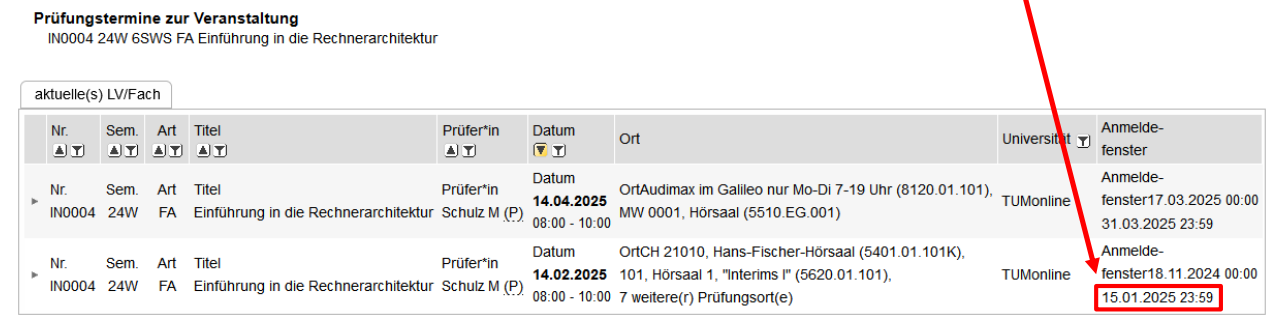 Prüfungstermine zur Veranstaltung
IN0004 24W 6SWS FA Einführung in die Rechnerarchitektur
aktuelle(s) LV/Fach
Nr. Sem. Art Titel Prüfer*in Datum Ort Universität Anmelde-
fenster
Nr. Sem. Art Titel Prüfer*in Datum OrtAudimax im Galileo nur Mo-Di 7-19 Uhr (8120.01.101), Anmelde-
IN0004 24W FA Einführung in die Rechnerarchitektur Schulz M (P) 14.04.2025 MW 0001, Hörsaal (5510.EG.001) TUMonline fenster17.03.2025 00:00
08:00 - 10:00 31.03.2025 23:59
Nr. Sem. Art Titel Prüfer*in Datum OrtCH 21010, Hans-Fischer-Hörsaal (5401.01.101K), Anmelde-
IN0004 24W FA Einführung in die Rechnerarchitektur Schulz M (P) 14.02.2025 101, Hörsaal 1, "Interims I" (5620.01.101), TUMonline fenster18.11.2024 00:00
08:00 - 10:00 7 weitere(r) Prüfungsort(e) 15.01.2025 23:59